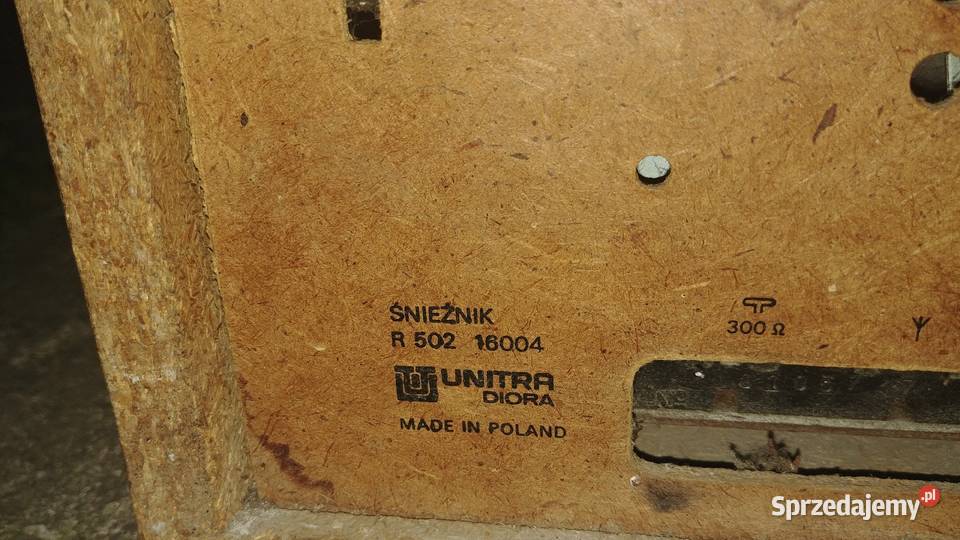 ŚNIEŻNIK
R 502 16004
UNITRA
DIORA
MADE IN POLAND
300 Ω
Sprzedajemy.pl